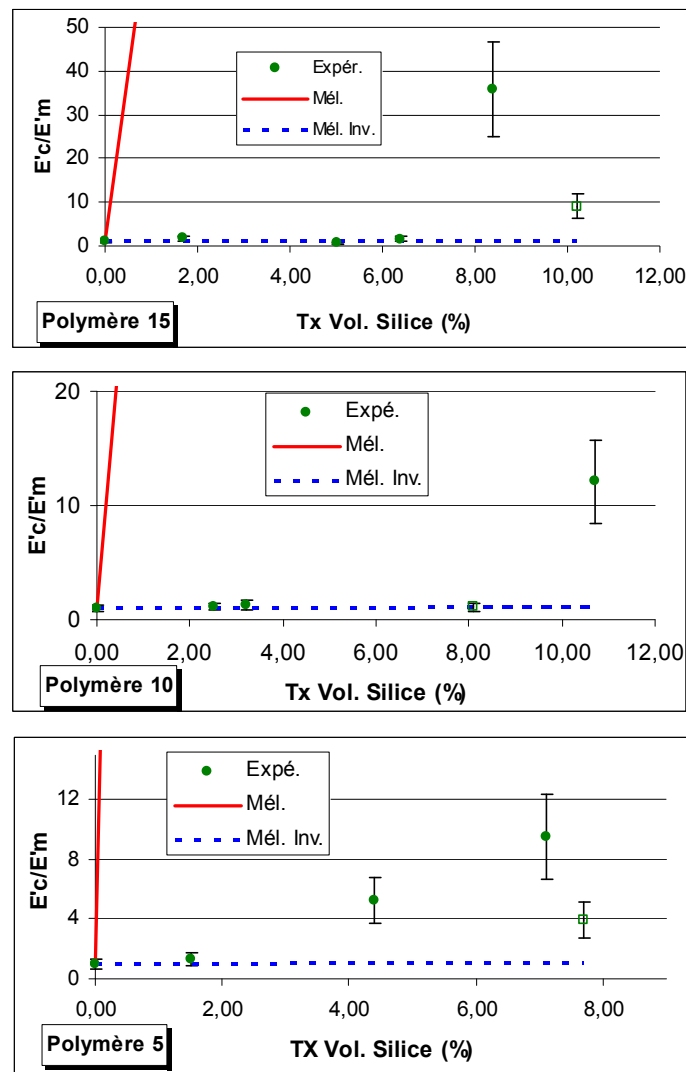 50
40
30
20
10
0
E'c/E'm
Expér.
Mél.
Mél. Inv.
0,00 2,00 4,00 6,00 8,00 10,00 12,00
Polymère 15
Tx Vol. Silice (%)
20
10
0
E'c/E'm
Expé.
Mél.
Mél. Inv.
0,00 2,00 4,00 6,00 8,00 10,00 12,00
Polymère 10
Tx Vol. Silice (%)
12
8
4
0
E'c/E'm
Expé.
Mél.
Mél. Inv.
0,00 2,00 4,00 6,00 8,00
Polymère 5
TX Vol. Silice (%)